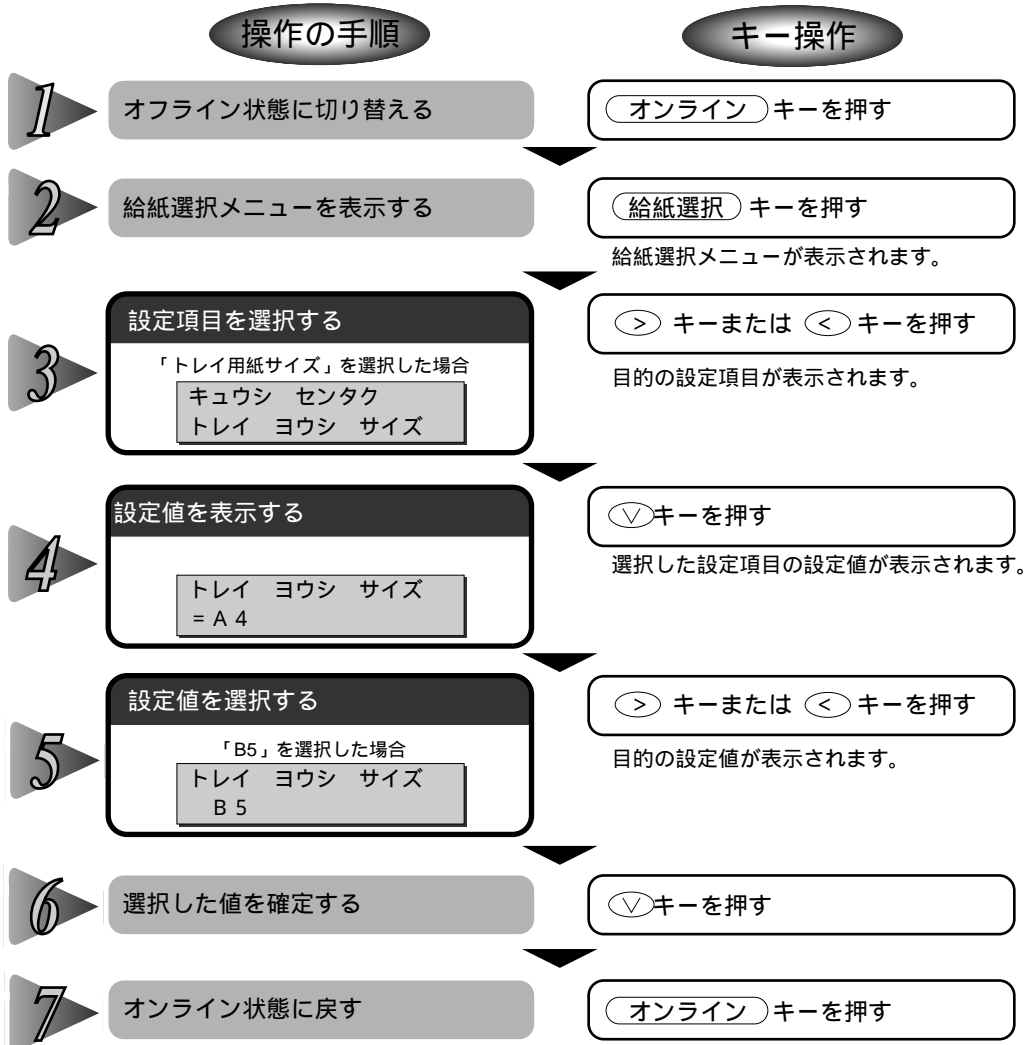 操作の手順
キー操作
1
オフライン状態に切り替える
オンライン キーを押す
2
給紙選択メニューを表示する
給紙選択 キーを押す
給紙選択メニューが表示されます。
3
設定項目を選択する
「トレイ用紙サイズ」を選択した場合
キュウシ センタク
トレイ ヨウシ サイズ
> キーまたは < キーを押す
目的の設定項目が表示されます。
4
設定値を表示する
トレイ ヨウシ サイズ
=A4
∨キーを押す
選択した設定項目の設定値が表示されます。
5
設定値を選択する
「B5」を選択した場合
トレイ ヨウシ サイズ
B5
> キーまたは < キーを押す
目的の設定値が表示されます。
6
選択した値を確定する
∨キーを押す
7
オンライン状態に戻す
オンライン キーを押す